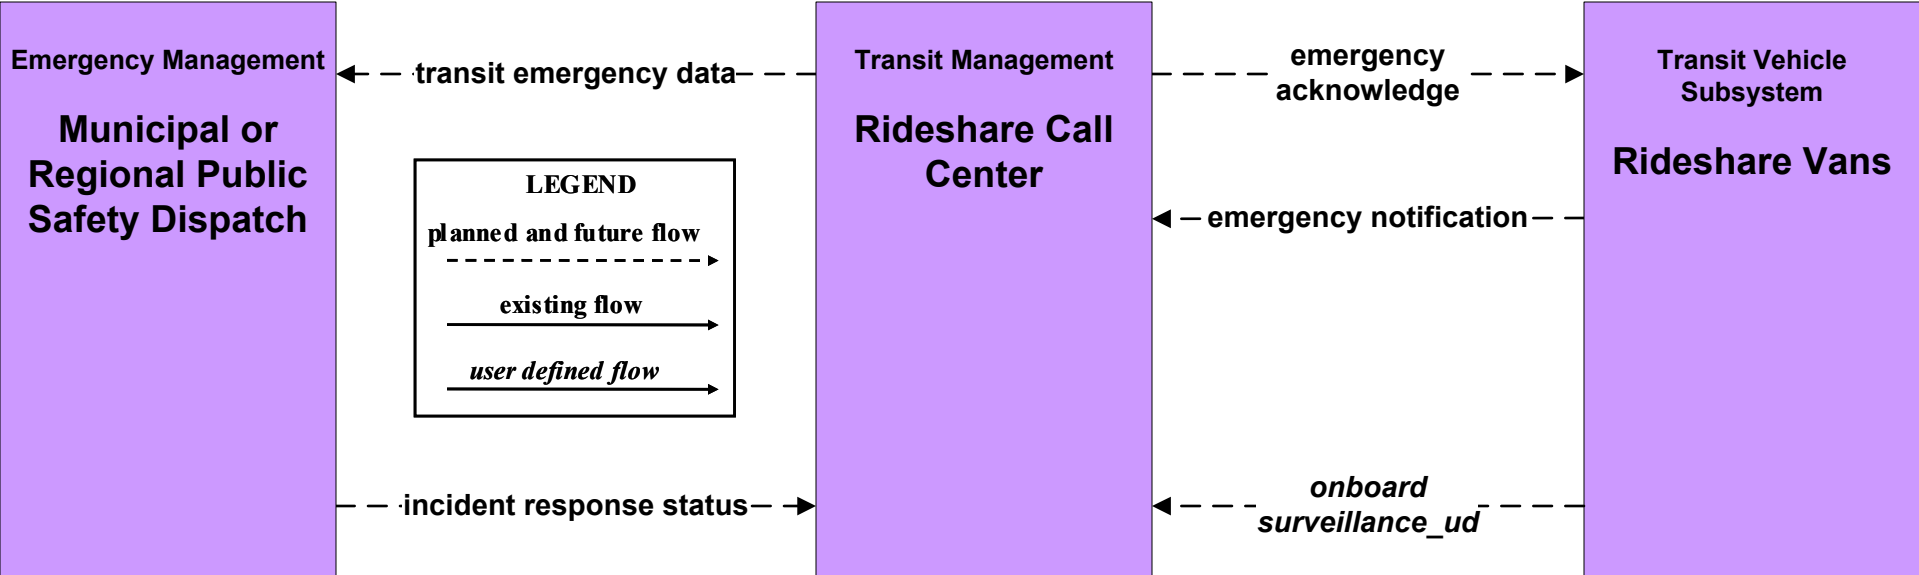 Emergency Management
Municipal or
Regional Public
Safety Dispatch
transit emergency data
LEGEND
planned and future flow
existing flow
user defined flow
incident response status
Transit Management
Rideshare Call
Center
emergency
acknowledge
emergency notification
onboard
surveillance_ud
Transit Vehicle
Subsystem
Rideshare Vans